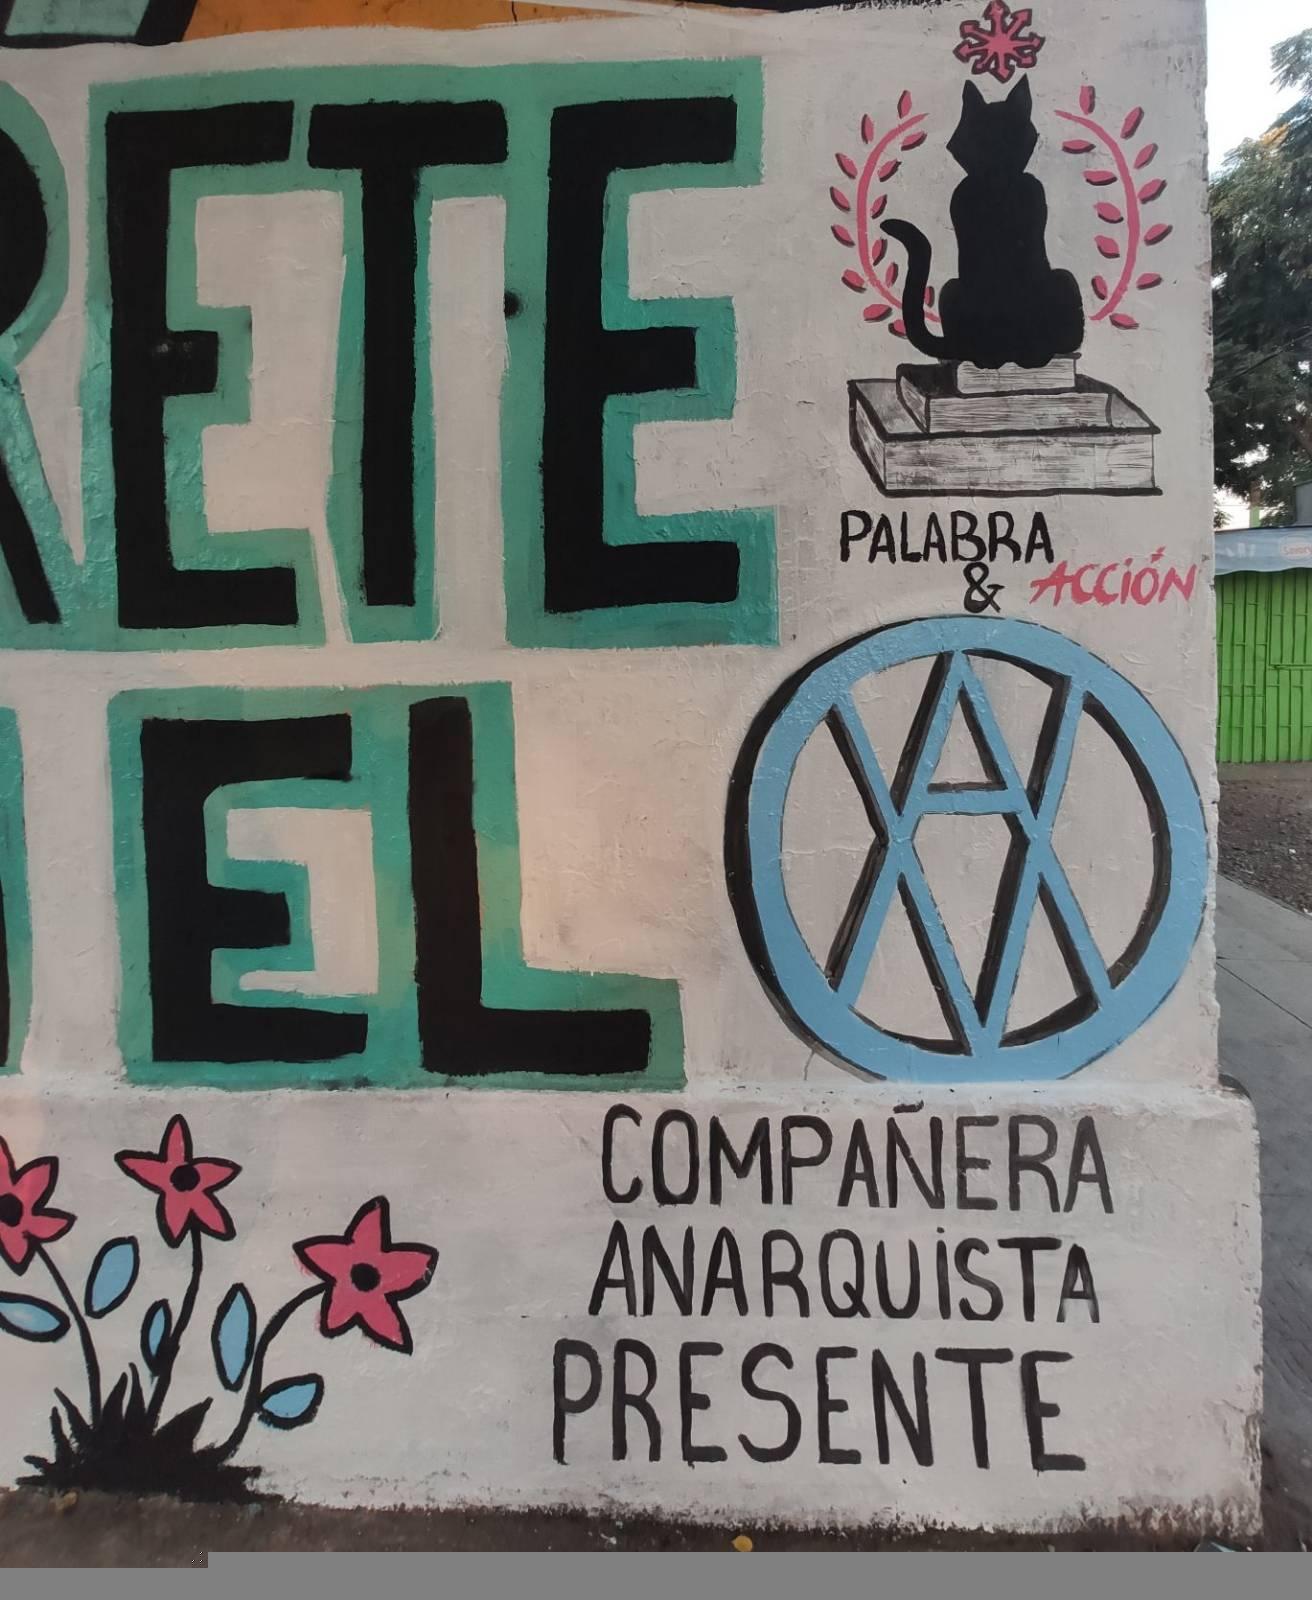 RETE
EL
PALABRA
& ACCIÓN
COMPAÑERA
ANARQUISTA
PRESENTE